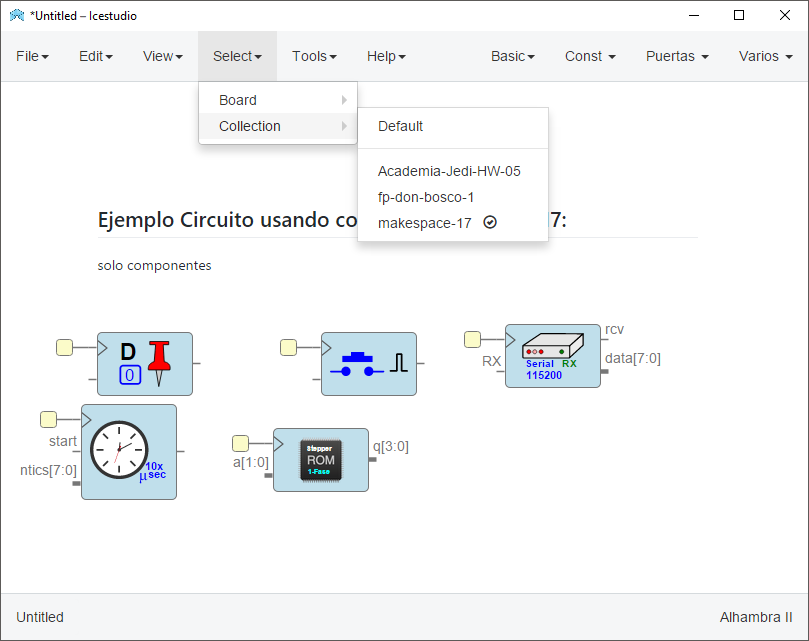 *Untitled – Icestudio
File Edit View Select Tools Help Basic Const Puertas Varios
Board
Collection
Default
Academia-Jedi-HW-05
fp-don-bosco-1
makespace-17
Ejemplo Circuito usando co 7:
solo componentes
D
0
rcv
RX
data[7:0]
Serial RX
115200
start
ntics[7:0]
10x
μsec
a[1:0]
q[3:0]
Stepper
ROM
1-Fase
Untitled
Alhambra II